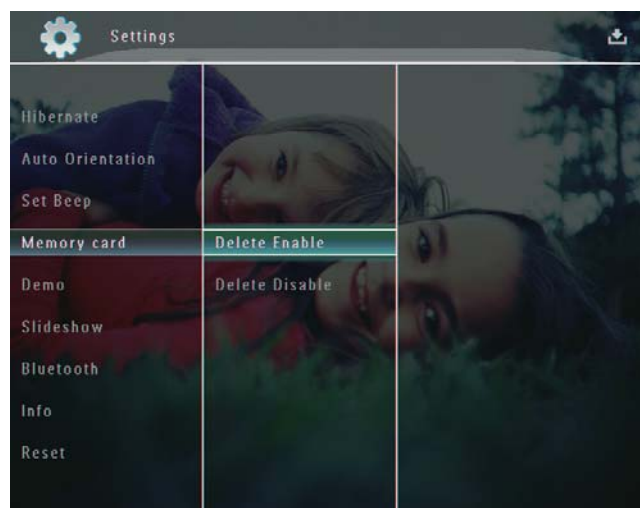 Settings
Hibernate
Auto Orientation
Set Beep
Memory card
Delete Enable
Demo
Delete Disable
Slideshow
Bluetooth
Info
Reset